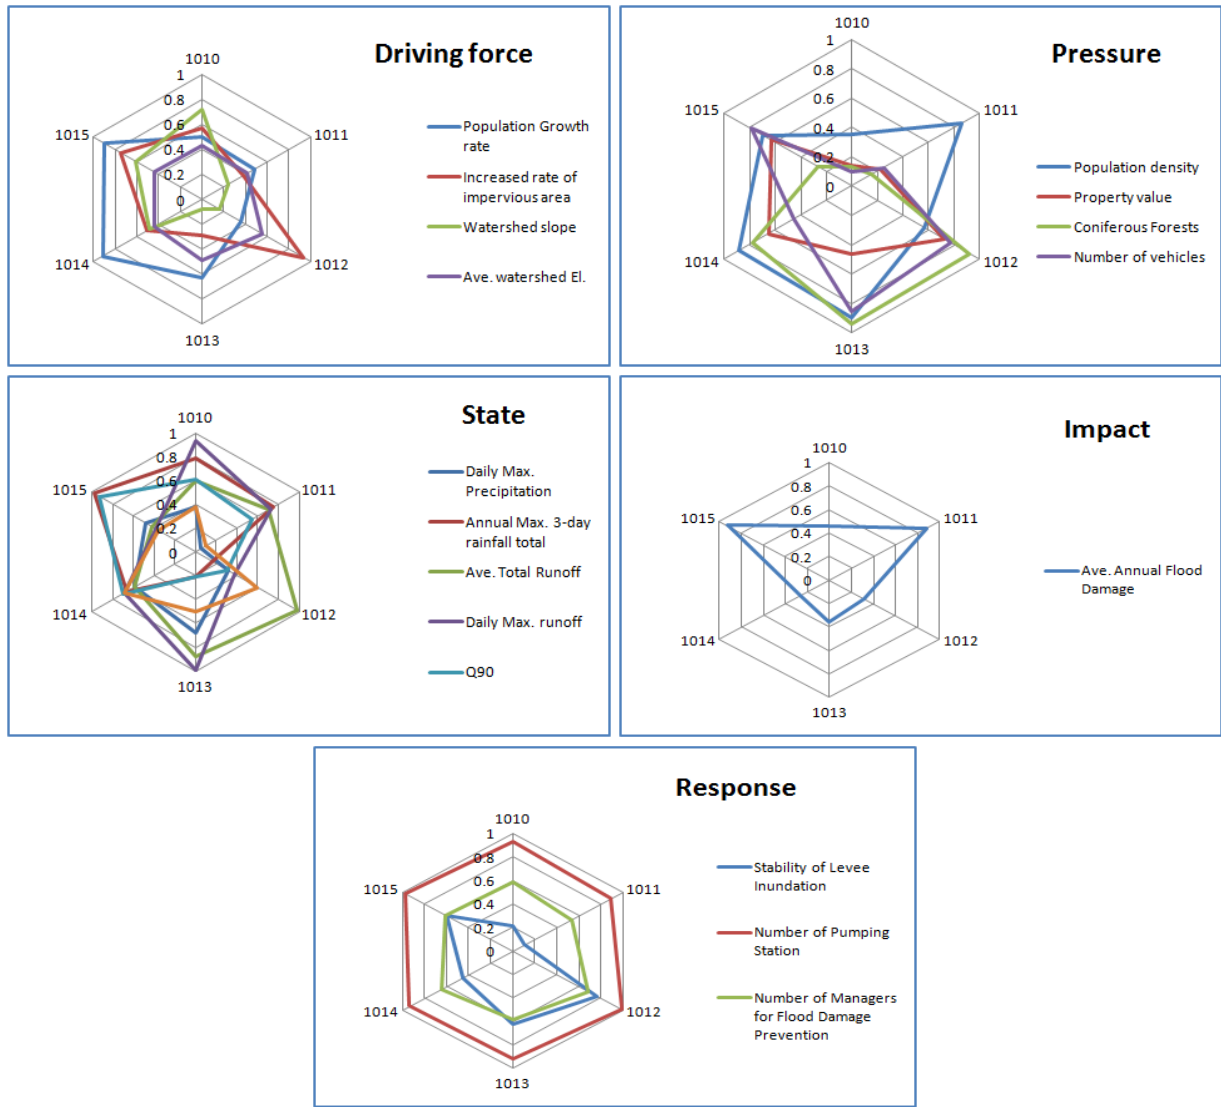 Driving force
1010
1
0.8
0.6
0.4
0.2
0
1011
1012
1013
1014
1015
Population Growth
rate
Increased rate of
impervious area
Watershed slope
Ave. watershed El.
Pressure
1010
1
0.8
0.6
0.4
0.2
0
1011
1012
1013
1014
1015
Population density
Property value
Coniferous Forests
Number of vehicles
State
1010
1
0.8
0.6
0.4
0.2
0
1011
1012
1013
1014
1015
Daily Max.
Precipitation
Annual Max. 3-day
rainfall total
Ave. Total Runoff
Daily Max. runoff
Q90
Impact
1010
1
0.8
0.6
0.4
0.2
0
1011
1012
1013
1014
1015
Ave. Annual Flood
Damage
Response
1010
1
0.8
0.6
0.4
0.2
0
1011
1012
1013
1014
1015
Stability of Levee
Inundation
Number of Pumping
Station
Number of Managers
for Flood Damage
Prevention